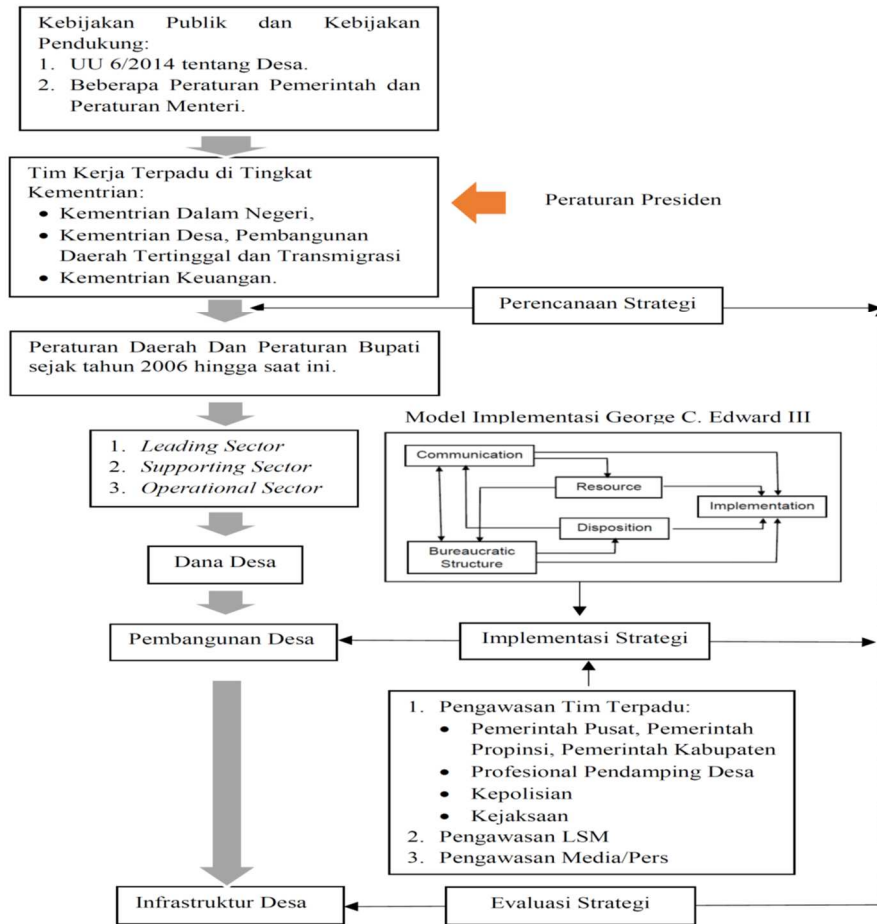 Kebijakan Publik dan Kebijakan
Pendukung:
1. UU 6/2014 tentang Desa.
2. Beberapa Peraturan Pemerintah dan
Peraturan Menteri.
Tim Kerja Terpadu di Tingkat
Kementrian:
• Kementrian Dalam Negeri,
• Kementrian Desa, Pembangunan
Daerah Tertinggal dan Transmigrasi
• Kementrian Keuangan.
Peraturan Presiden
Perencanaan Strategi
Peraturan Daerah Dan Peraturan Bupati
sejak tahun 2006 hingga saat ini.
1. Leading Sector
2. Supporting Sector
3. Operational Sector
Model Implementasi George C. Edward III
Communication
Resource
Implementation
Disposition
Bureaucratic
Structure
Dana Desa
Pembangunan Desa
Implementasi Strategi
1. Pengawasan Tim Terpadu:
• Pemerintah Pusat, Pemerintah
Propinsi, Pemerintah Kabupaten
• Profesional Pendamping Desa
• Kepolisian
• Kejaksaan
2. Pengawasan LSM
3. Pengawasan Media/Pers
Infrastruktur Desa
Evaluasi Strategi